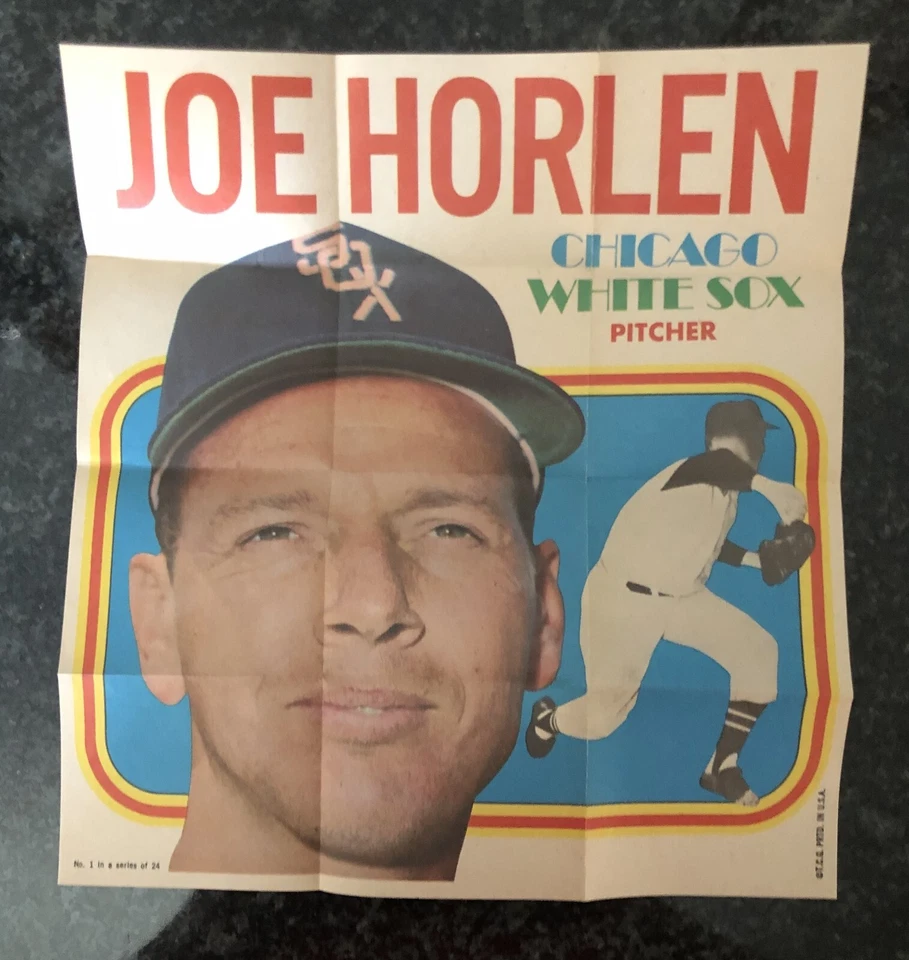 JOE HORLEN
CHICAGO
WHITE SOX
PITCHER
SOX
No. 1 in a series of 24
©T.C.G. PRTD. IN U.S.A.